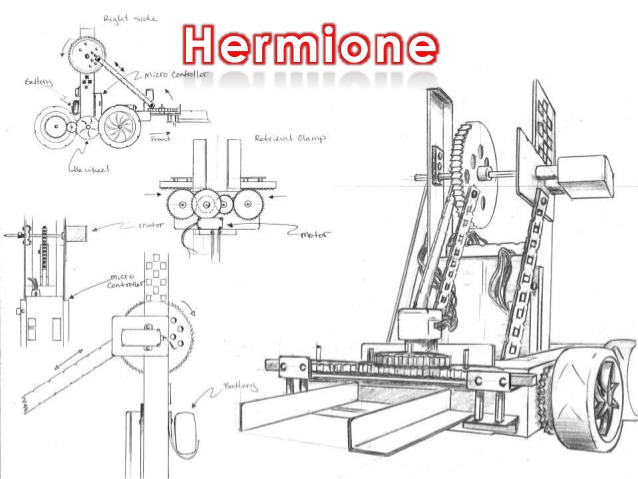 Hermione
Right side
Battery
Micro Controller
Front
Idle wheel
Retrieval Clamp
motor
motor
micro
Controller
Battery